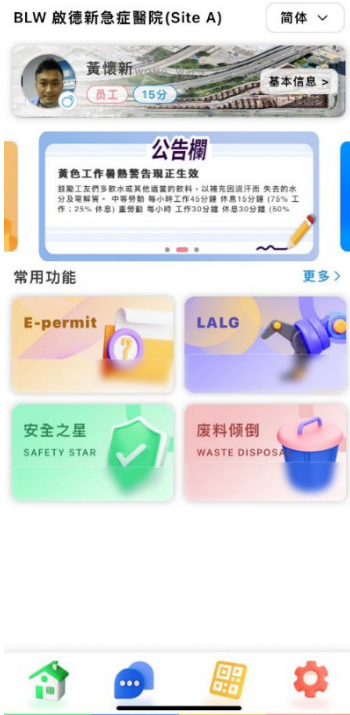 BLW 啟德新急症醫院(Site A)
简体
黃懷新
员工 15分
基本信息 >
公告欄
黃色工作暑熱警告現正生效
鼓勵工友們多飲水或其他適當的飲料，以補充因流汗而 失去的水
分及電解質。 中等勞動 每小時工作45分鐘 休息15分鐘 (75% 工
作；25% 休息) 重勞動 每小時 工作30分鐘 休息30分鐘 (50%
常用功能
更多>
E-permit
LALG
安全之星
SAFETY STAR
废料倾倒
WASTE DISPOSA